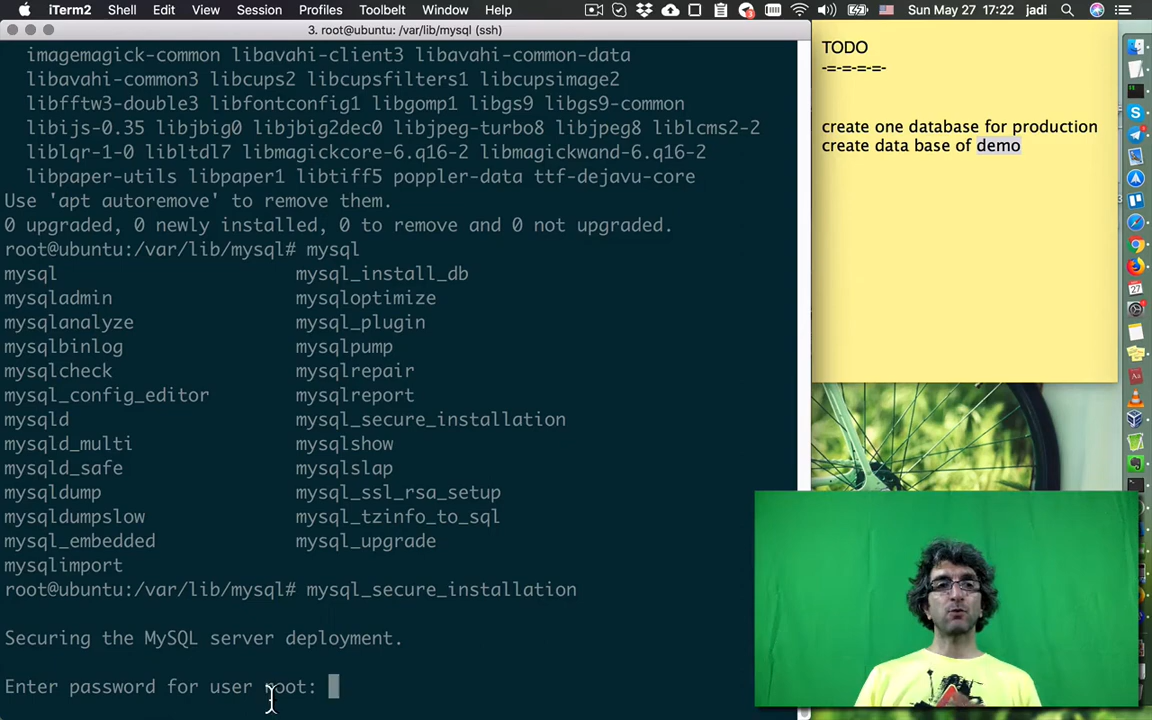 iTerm2 Shell Edit View Session Profiles Toolbelt Window Help Sun May 27 17:22 jadi
3. root@ubuntu: /var/lib/mysql (ssh)
imagemagick-common libavahi-client3 libavahi-common-data
libavahi-common3 libcups2 libcupsfilters1 libcupsimage2
libfftw3-double3 libfontconfig1 libgomp1 libgs9 libgs9-common
libijs-0.35 libjbig0 libjbig2dec0 libjpeg-turbo8 libjpeg8 liblcms2-2
liblqr-1-0 libltdl7 libmagickcore-6.q16-2 libmagickwand-6.q16-2
libpaper-utils libpaper1 libtiff5 poppler-data ttf-dejavu-core
Use 'apt autoremove' to remove them.
0 upgraded, 0 newly installed, 0 to remove and 0 not upgraded.
root@ubuntu:/var/lib/mysql# mysql
mysql mysql_install_db
mysqladmin mysqloptimize
mysqlanalyze mysql_plugin
mysqlbinlog mysqlpump
mysqlcheck mysqlrepair
mysql_config_editor mysqlreport
mysqld mysql_secure_installation
mysqld_multi mysqlshow
mysqld_safe mysqlslap
mysqldump mysql_ssl_rsa_setup
mysqldumpslow mysql_tzinfo_to_sql
mysql_embedded mysql_upgrade
mysqlimport
root@ubuntu:/var/lib/mysql# mysql_secure_installation
Securing the MySQL server deployment.
Enter password for user root:
TODO
-=-=-=-=-
create one database for production
create data base of demo